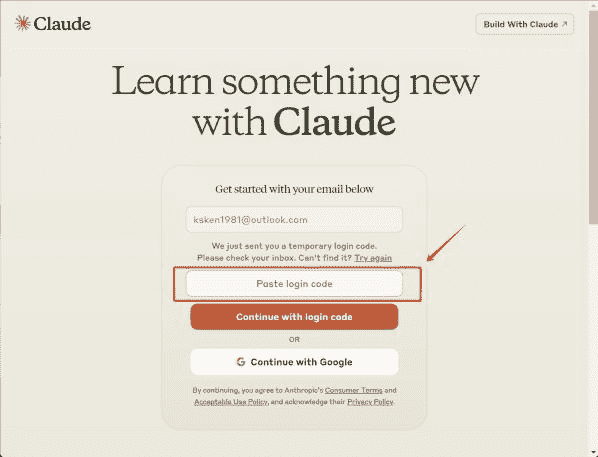 Claude
Build With Claude ↗
Learn something new
with Claude
Get started with your email below
ksken1981@outlook.com
We just sent you a temporary login code.
Please check your inbox. Can't find it? Try again
Paste login code
Continue with login code
OR
Continue with Google
By continuing, you agree to Anthropic's Consumer Terms and
Acceptable Use Policy, and acknowledge their Privacy Policy.